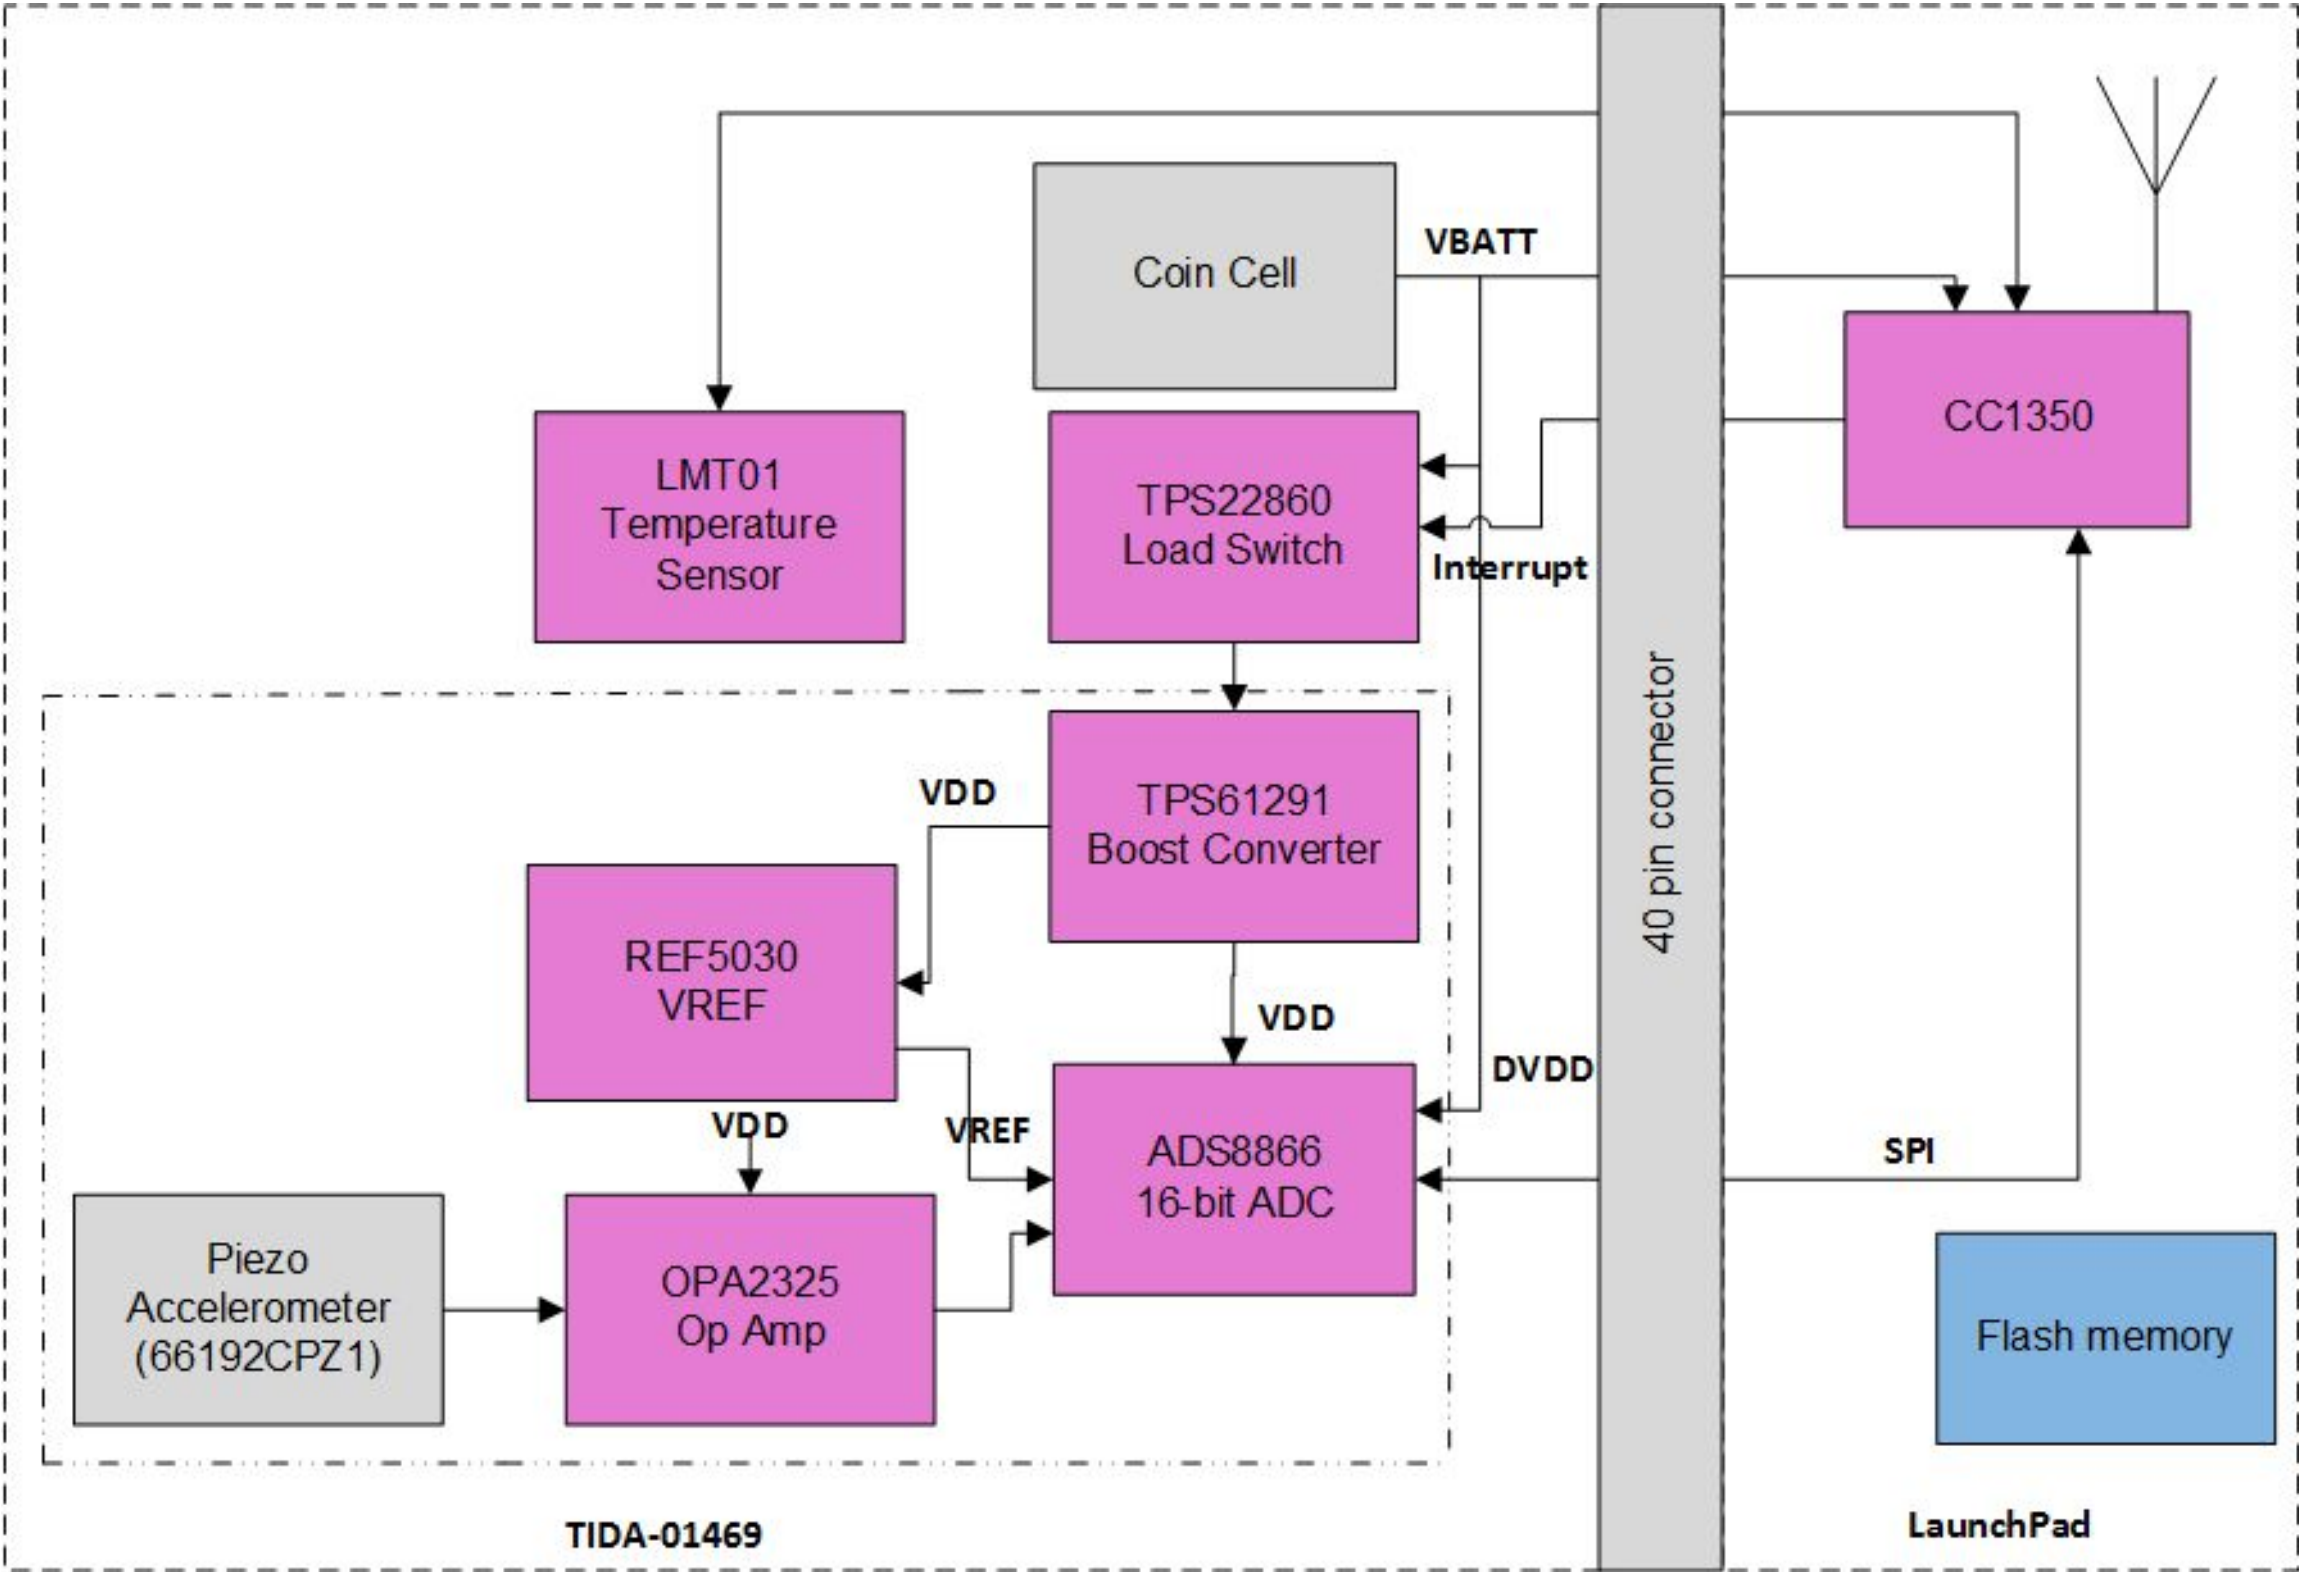 VBATT
Coin Cell
CC1350
LMT01
Temperature
Sensor
TPS22860
Load Switch
Interrupt
40 pin connector
TPS61291
Boost Converter
VDD
REF5030
VREF
VDD
DVDD
VDD
VREF
ADS8866
16-bit ADC
SPI
Piezo
Accelerometer
(66192CPZ1)
OPA2325
Op Amp
Flash memory
TIDA-01469
LaunchPad